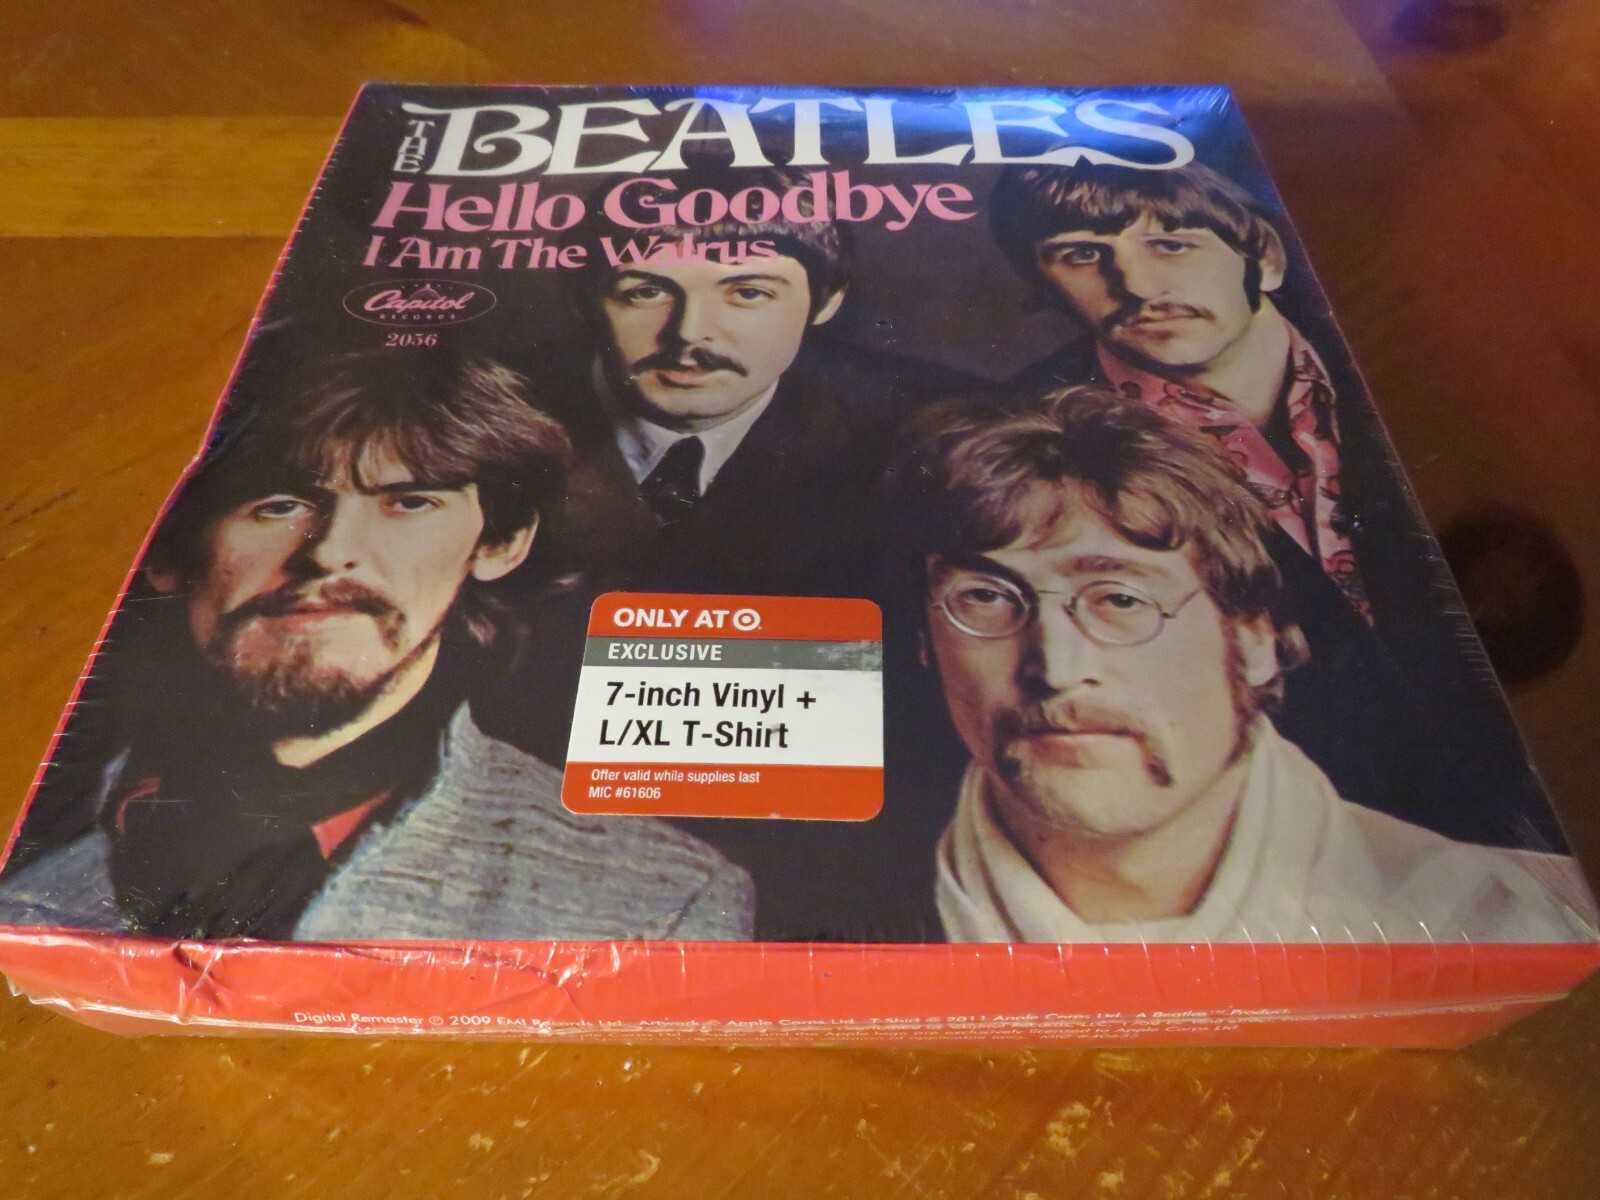 THE BEATLES
Hello Goodbye
I Am The Walrus
Capitol
RECORDS
2056
ONLY AT
EXCLUSIVE
7-inch Vinyl +
L/XL T-Shirt
Offer valid while supplies last
MIC #61606
Digital Remaster ℗ 2009 EMI Records Ltd. Artwork © Apple Corps Ltd. T-Shirt © 2011 Apple Corps Ltd. A Beatles™ Product.